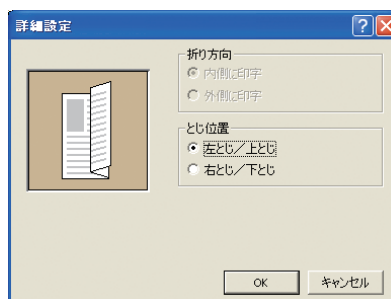 詳細設定
折り方向
内側に印字
外側に印字
とじ位置
左とじ／上とじ
右とじ／下とじ
OK
キャンセル